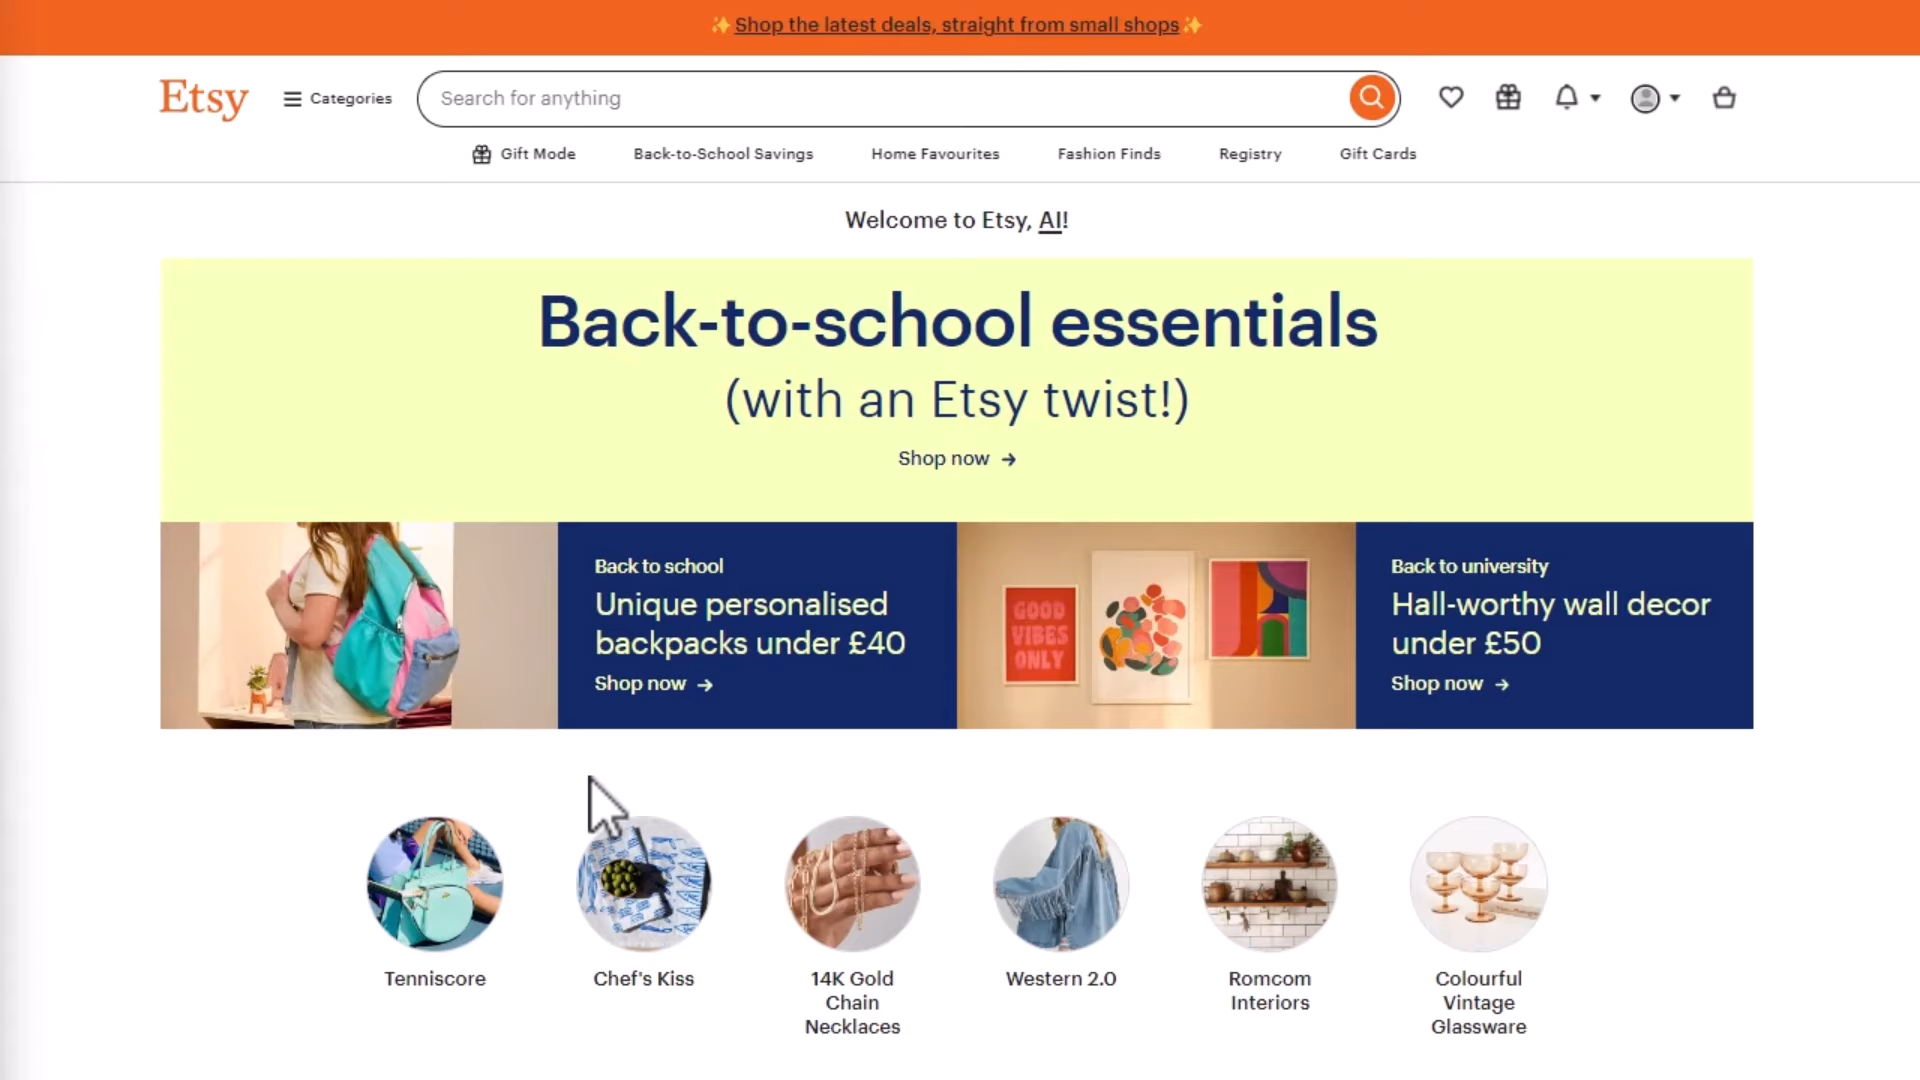 ✨Shop the latest deals, straight from small shops✨
Etsy
Categories
Search for anything
Gift Mode
Back-to-School Savings
Home Favourites
Fashion Finds
Registry
Gift Cards
Welcome to Etsy, AI!
Back-to-school essentials
(with an Etsy twist!)
Shop now →
GOOD
VIBES
ONLY
Back to school
Unique personalised
backpacks under £40
Shop now →
Back to university
Hall-worthy wall decor
under £50
Shop now →
Tenniscore
Chef's Kiss
14K Gold
Chain
Necklaces
Western 2.0
Romcom
Interiors
Colourful
Vintage
Glassware